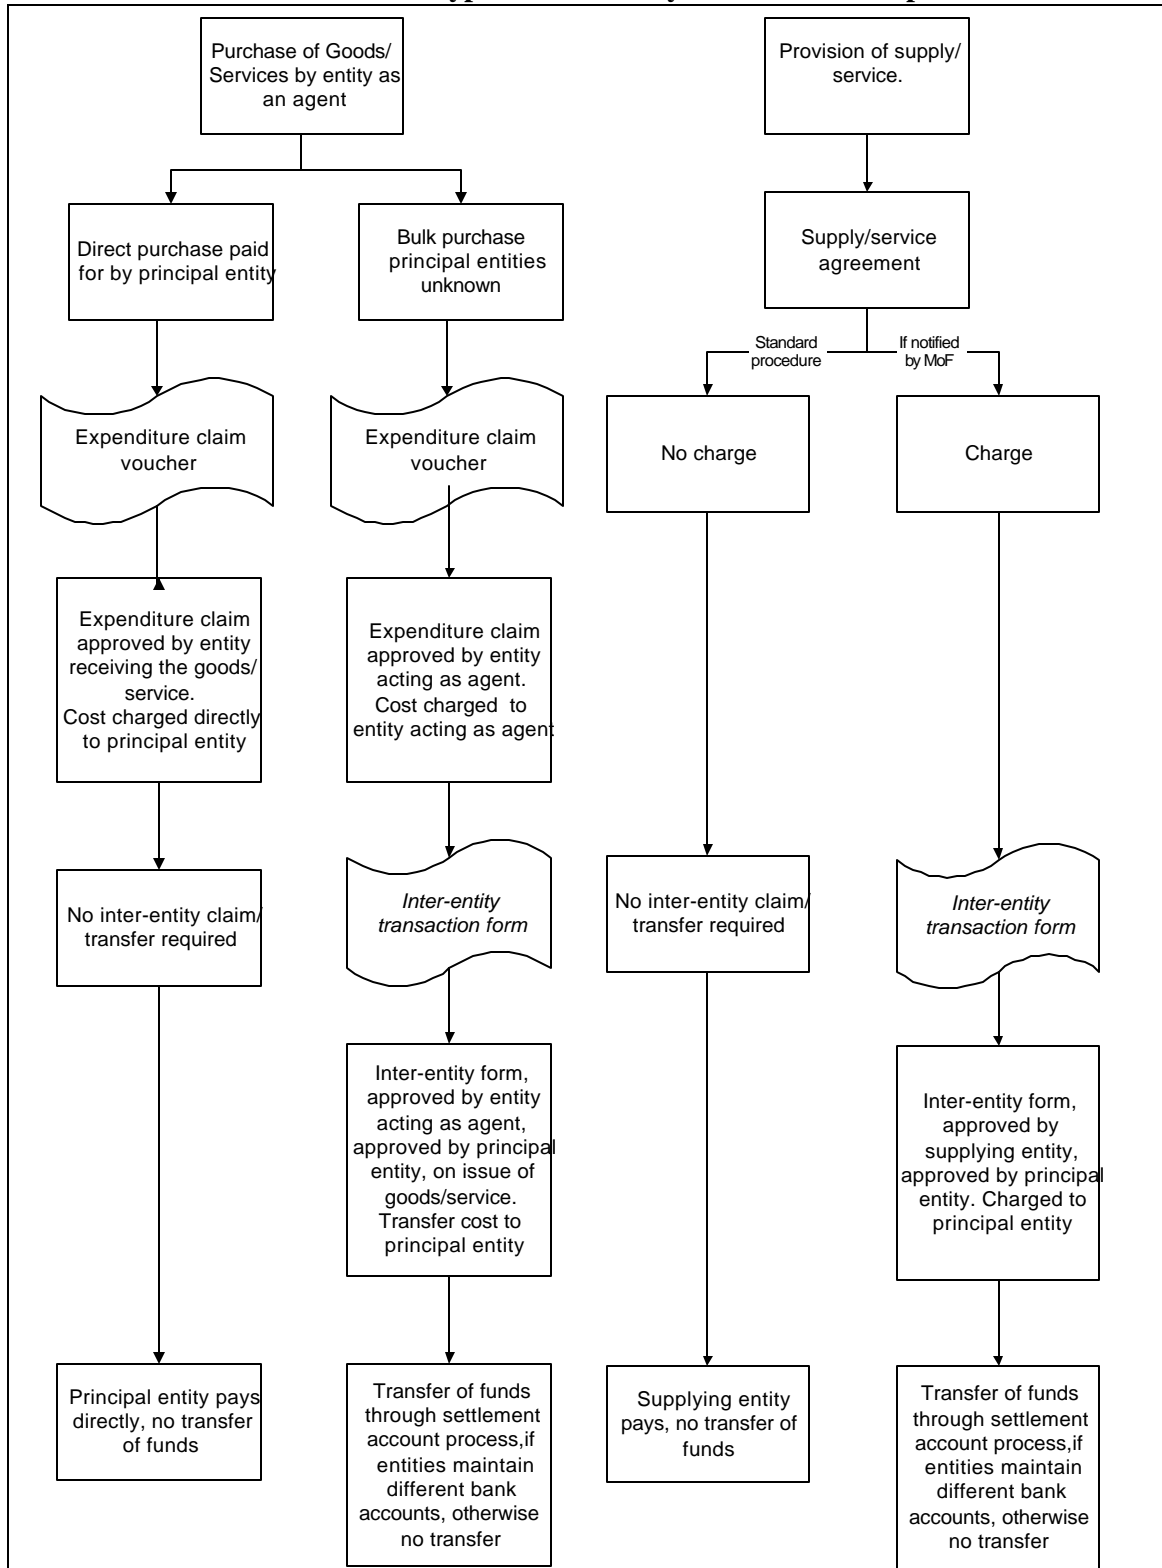 Purchase of Goods/
Services by entity as
an agent
Direct purchase paid
for by principal entity
Bulk purchase
principal entities
unknown
Expenditure claim
voucher
Expenditure claim
voucher
Expenditure claim
approved by entity
receiving the goods/
service.
Cost charged directly
to principal entity
Expenditure claim
approved by entity
acting as agent.
Cost charged to
entity acting as agent
No inter-entity claim/
transfer required
Inter-entity
transaction form
Inter-entity form,
approved by entity
acting as agent,
approved by principal
entity, on issue of
goods/service.
Transfer cost to
principal entity
Principal entity pays
directly, no transfer
of funds
Transfer of funds
through settlement
account process,if
entities maintain
different bank
accounts, otherwise
no transfer
Provision of supply/
service.
Supply/service
agreement
Standard
procedure
If notified
by MoF
No charge
Charge
No inter-entity claim/
transfer required
Inter-entity
transaction form
Inter-entity form,
approved by
supplying entity,
approved by principal
entity. Charged to
principal entity
Supplying entity
pays, no transfer of
funds
Transfer of funds
through settlement
account process,if
entities maintain
different bank
accounts, otherwise
no transfer